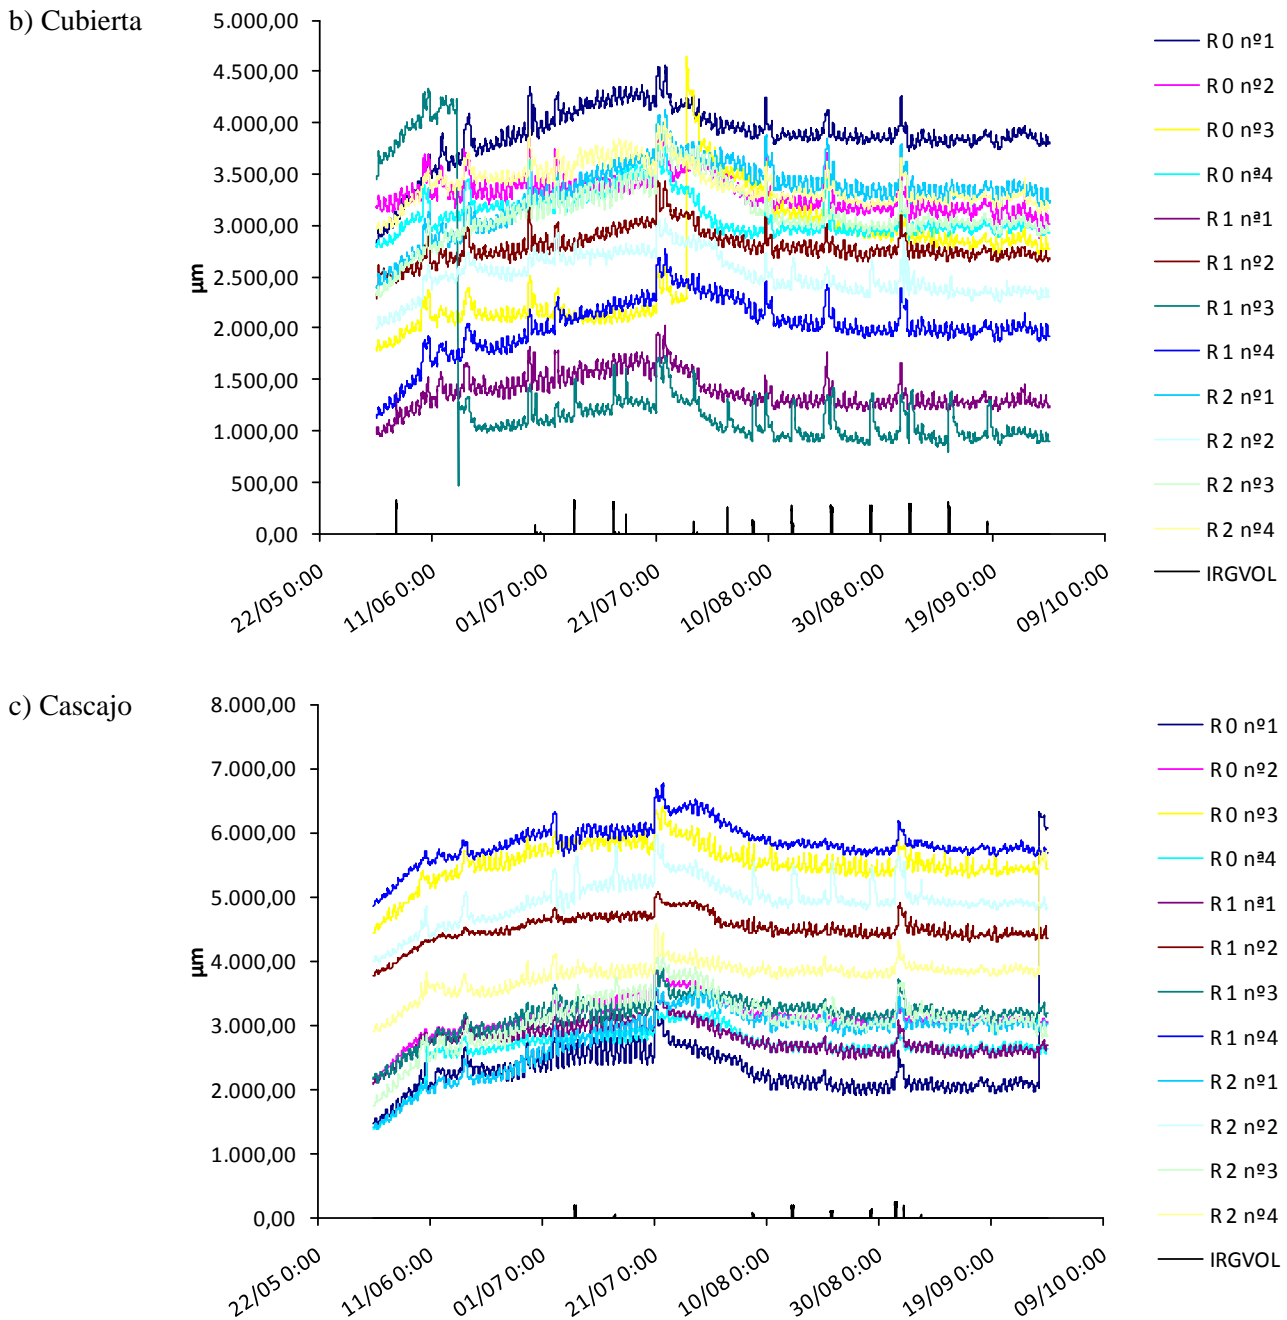 b) Cubierta
5.000,00
4.500,00
4.000,00
3.500,00
3.000,00
2.500,00
2.000,00
1.500,00
1.000,00
500,00
0,00
µm
22/05 0:00
11/06 0:00
01/07 0:00
21/07 0:00
10/08 0:00
30/08 0:00
19/09 0:00
09/10 0:00
R 0 nº1
R 0 nº2
R 0 nº3
R 0 nª4
R 1 nª1
R 1 nº2
R 1 nº3
R 1 nº4
R 2 nº1
R 2 nº2
R 2 nº3
R 2 nº4
IRGVOL
c) Cascajo
8.000,00
7.000,00
6.000,00
5.000,00
4.000,00
3.000,00
2.000,00
1.000,00
0,00
µm
22/05 0:00
11/06 0:00
01/07 0:00
21/07 0:00
10/08 0:00
30/08 0:00
19/09 0:00
09/10 0:00
R 0 nº1
R 0 nº2
R 0 nº3
R 0 nª4
R 1 nª1
R 1 nº2
R 1 nº3
R 1 nº4
R 2 nº1
R 2 nº2
R 2 nº3
R 2 nº4
IRGVOL